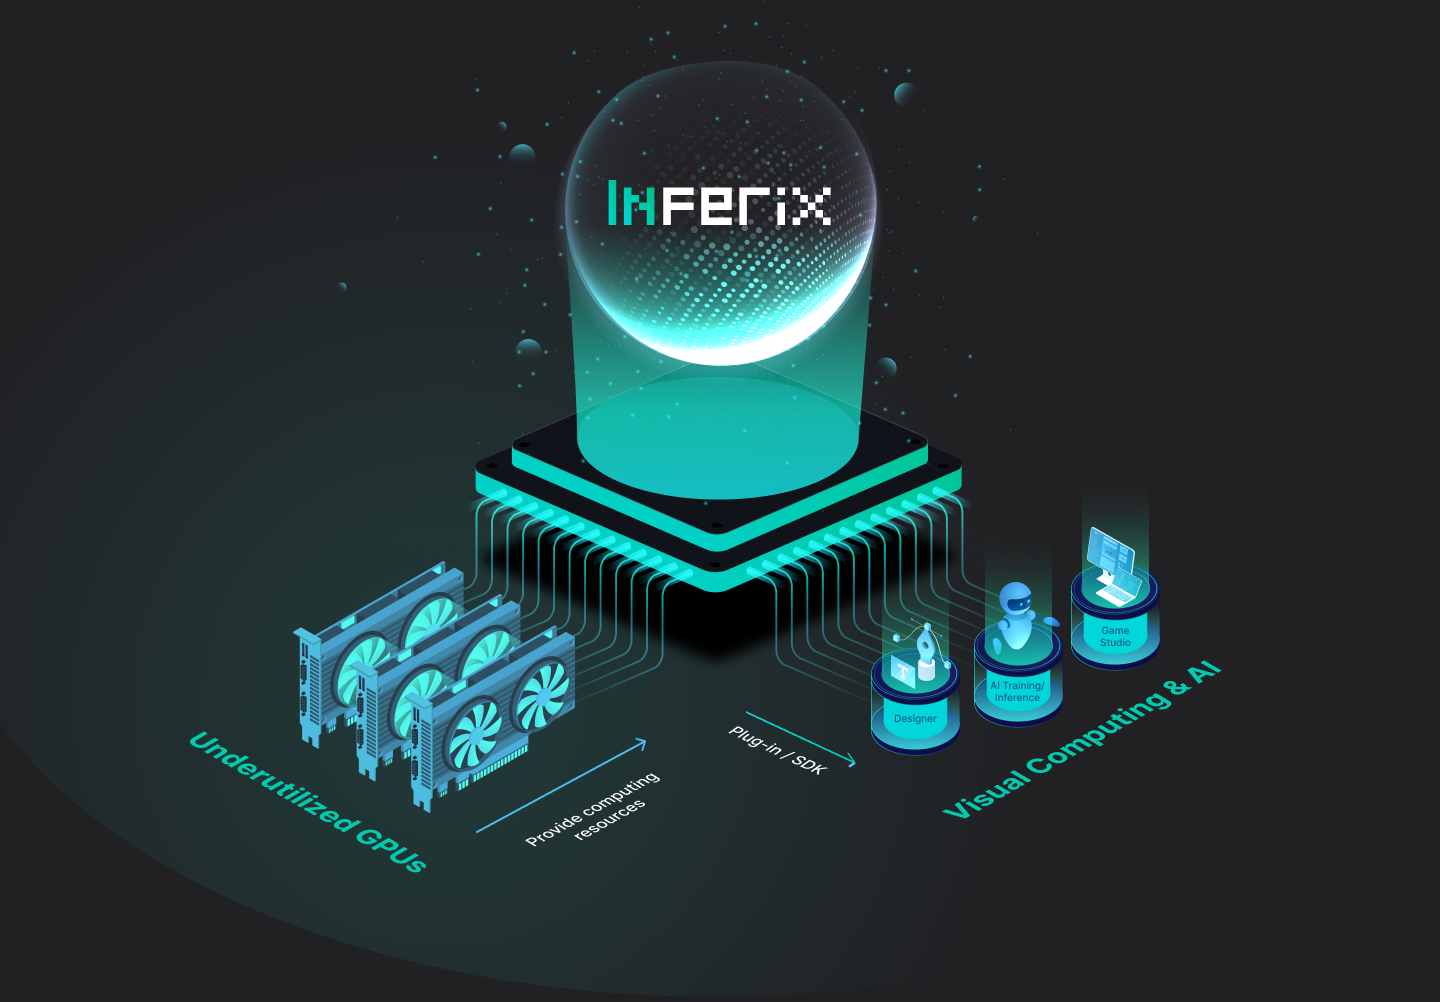 INFERIX
Game
Studio
AI Training/
Inference
T
Designer
Visual Computing & AI
Plug-in / SDK
Underutilized GPUs
Provide computing
resources